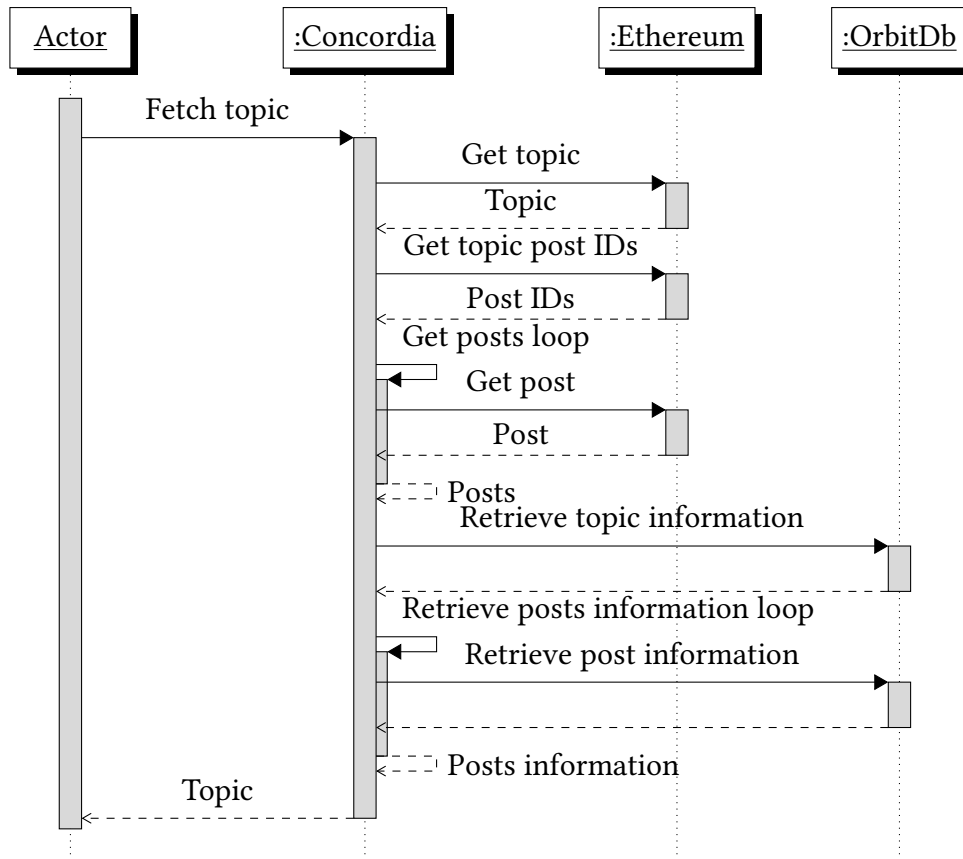 Actor
:Concordia
:Ethereum
:OrbitDb
Fetch topic
Get topic
Topic
Get topic post IDs
Post IDs
Get posts loop
Get post
Post
Posts
Retrieve topic information
Retrieve posts information loop
Retrieve post information
Posts information
Topic